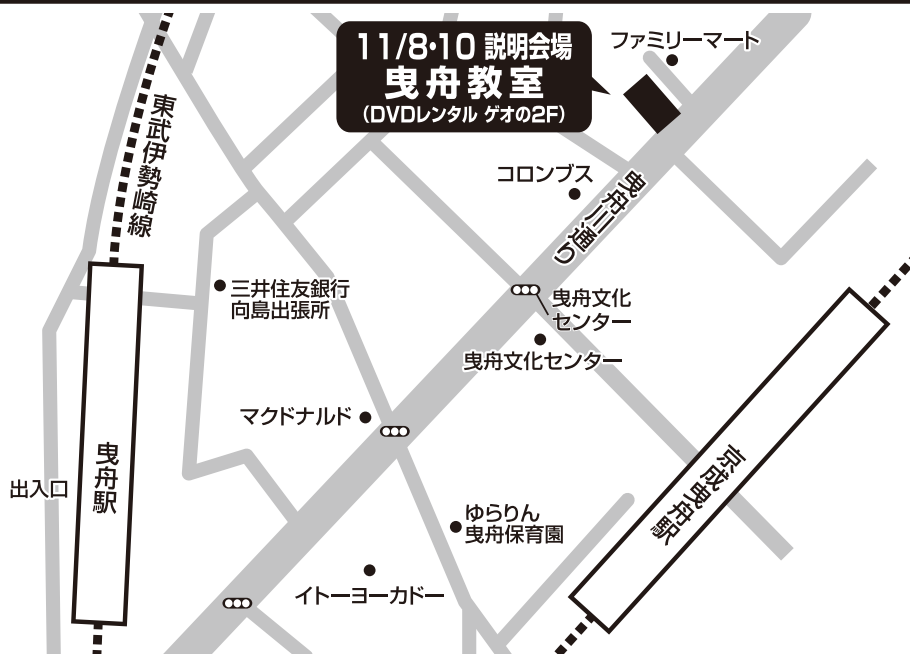 11/8・10 説明会場
曳舟教室
(DVDレンタル ゲオの2F)
ファミリーマート
東武伊勢崎線
コロンブス
曳舟川通り
三井住友銀行
向島出張所
曳舟文化
センター
曳舟文化センター
マクドナルド
曳舟駅
出入口
京成曳舟駅
ゆらりん
曳舟保育園
イトーヨーカドー